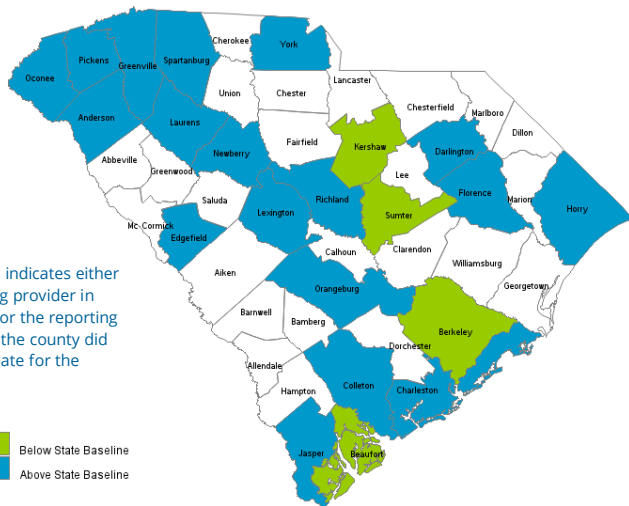 Cherokee
York
Pickens
Greenville
Spartanburg
Oconee
Lancaster
Union
Chester
Chesterfield
Marlboro
Anderson
Laurens
Dillon
Fairfield
Kershaw
Darlington
Newberry
Abbeville
Greenwood
Lee
Florence
Marion
Saluda
Richland
Horry
Lexington
Sumter
Mc Cormick
Edgefield
Calhoun
Clarendon
Williamsburg
Aiken
Georgetown
indicates either
g provider in
or the reporting
the county did
ate for the
Orangeburg
Barnwell
Bamberg
Berkeley
Dorchester
Allendale
Colleton
Charleston
Hampton
Jasper
Beaufort
Below State Baseline
Above State Baseline